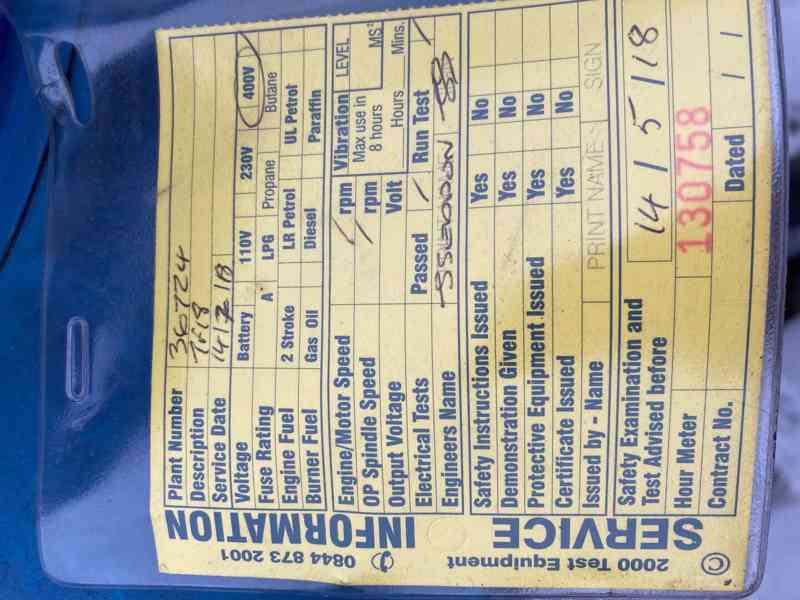 SERVICE INFORMATION
© 2000 Test Equipment 0844 873 2001
Plant Number 36724
Description
Service Date
Voltage Battery 110V 230V 400V
Fuse Rating A LPG Propane Butane
Engine Fuel 2 Stroke LR Petrol UL Petrol
Burner Fuel Gas Oil Diesel Paraffin
Engine/Motor Speed rpm Vibration LEVEL
OP Spindle Speed rpm Max use in 8 hours MS²
Output Voltage Volt Hours Mins.
Electrical Tests Passed / Run Test /
Engineers Name
Safety Instructions Issued Yes No
Demonstration Given Yes No
Protective Equipment Issued Yes No
Certificate Issued Yes No
Issued by - Name PRINT NAME SIGN
Safety Examination and
Test Advised before 14/5/18
Hour Meter 130758
Contract No. Dated / /